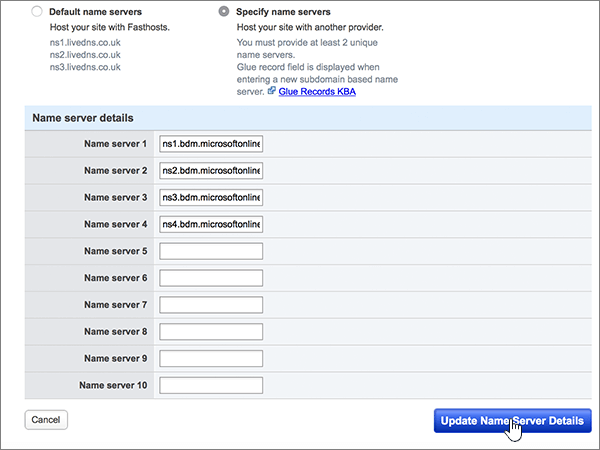 Default name servers
Host your site with Fasthosts.
ns1.livedns.co.uk
ns2.livedns.co.uk
ns3.livedns.co.uk
Specify name servers
Host your site with another provider.
You must provide at least 2 unique
name servers.
Glue record field is displayed when
entering a new subdomain based name
server. Glue Records KBA
Name server details
Name server 1 ns1.bdm.microsoftonline
Name server 2 ns2.bdm.microsoftonline
Name server 3 ns3.bdm.microsoftonline
Name server 4 ns4.bdm.microsoftonline
Name server 5
Name server 6
Name server 7
Name server 8
Name server 9
Name server 10
Cancel
Update Name Server Details